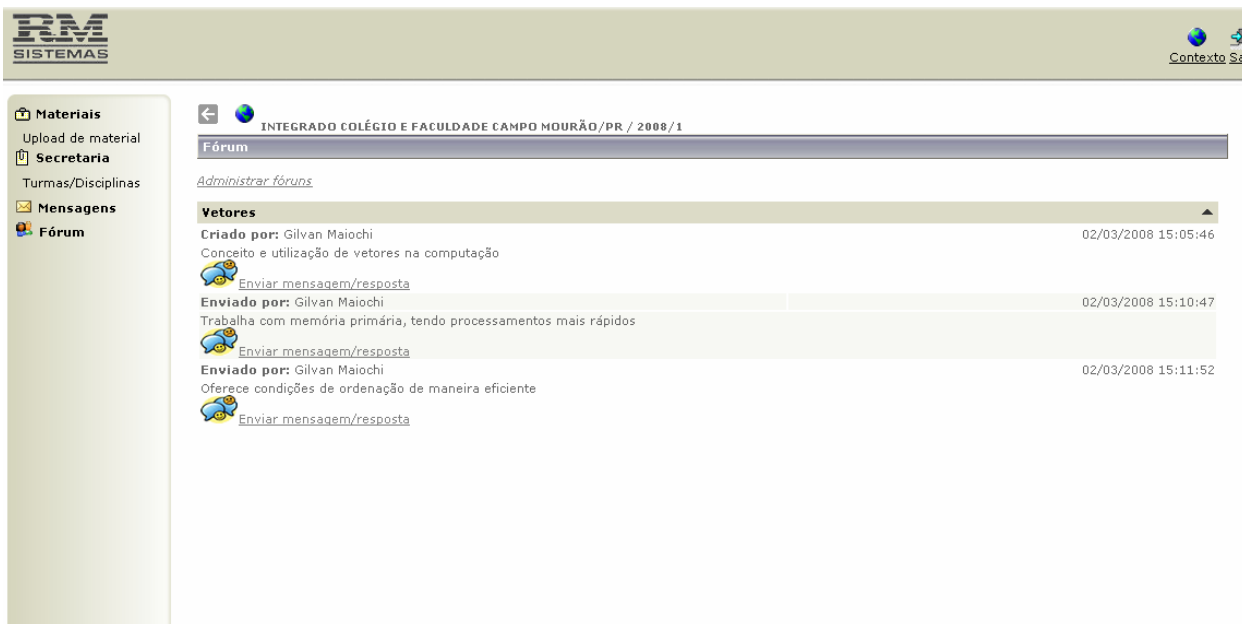 RM
SISTEMAS
Contexto
Materiais
Upload de material
Secretaria
Turmas/Disciplinas
Mensagens
Fórum
INTEGRADO COLÉGIO E FACULDADE CAMPO MOURÃO/PR / 2008/1
Fórum
Administrar fóruns
Vetores
Criado por: Gilvan Maiochi 02/03/2008 15:05:46
Conceito e utilização de vetores na computação
Enviar mensagem/resposta
Enviado por: Gilvan Maiochi 02/03/2008 15:10:47
Trabalha com memória primária, tendo processamentos mais rápidos
Enviar mensagem/resposta
Enviado por: Gilvan Maiochi 02/03/2008 15:11:52
Oferece condições de ordenação de maneira eficiente
Enviar mensagem/resposta